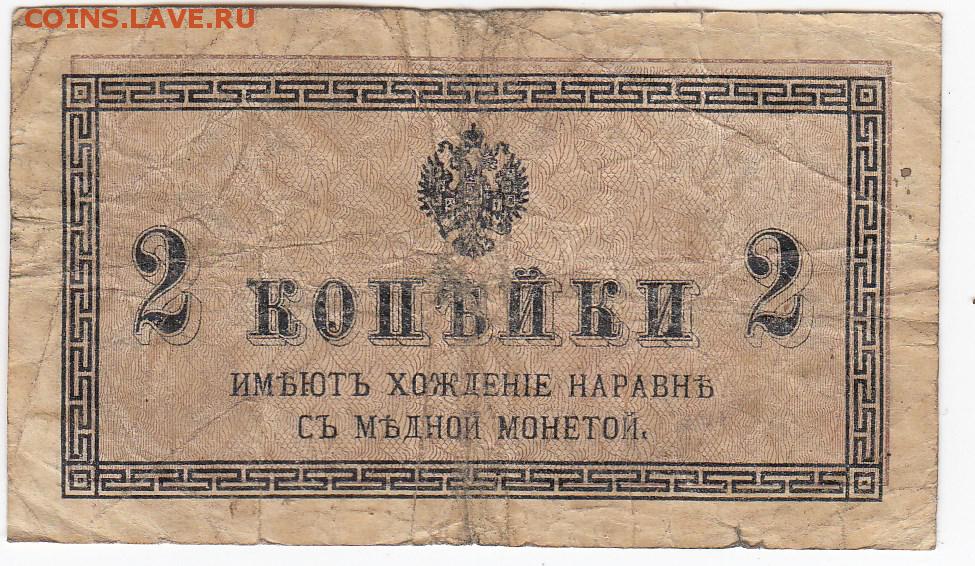 COINS.LAVE.RU
2 КОПѢЙКИ 2
ИМѢЮТЪ ХОЖДЕНІЕ НАРАВНѢ
СЪ МѢДНОЙ МОНЕТОЙ.